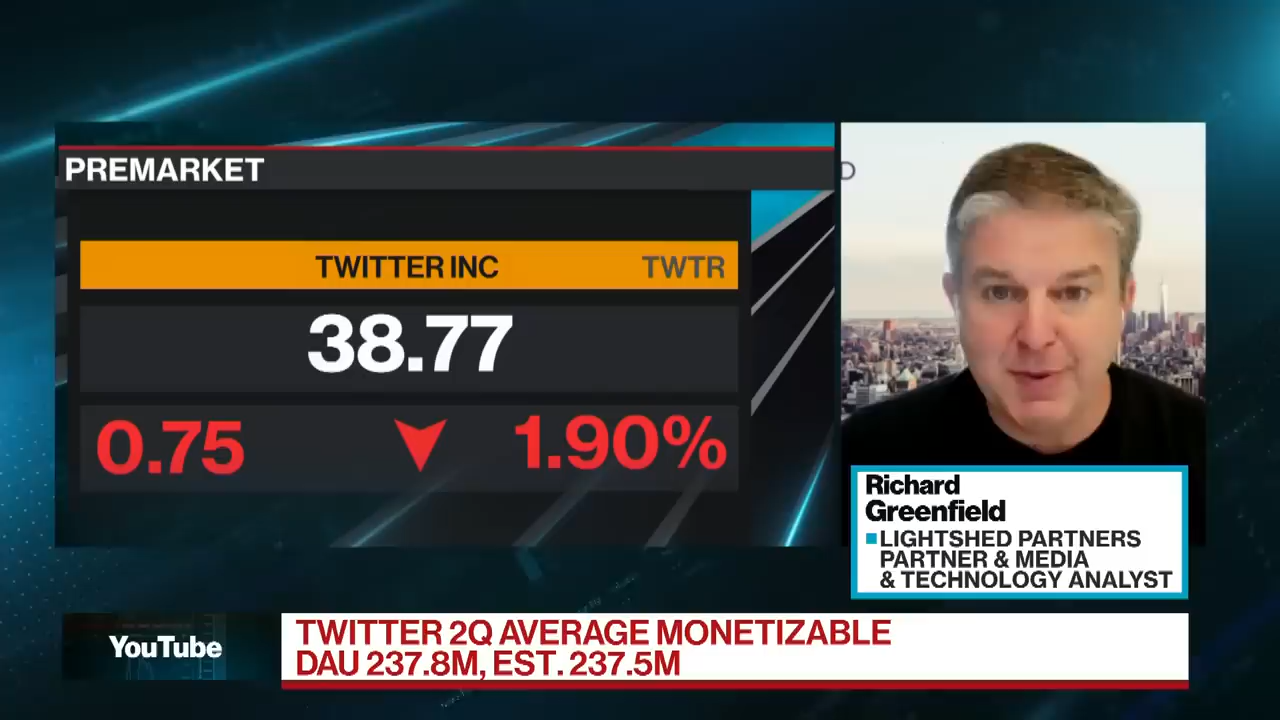 PREMARKET
TWITTER INC TWTR
38.77
0.75 1.90%
Richard
Greenfield
LIGHTSHED PARTNERS
PARTNER & MEDIA
& TECHNOLOGY ANALYST
YouTube
TWITTER 2Q AVERAGE MONETIZABLE
DAU 237.8M, EST. 237.5M